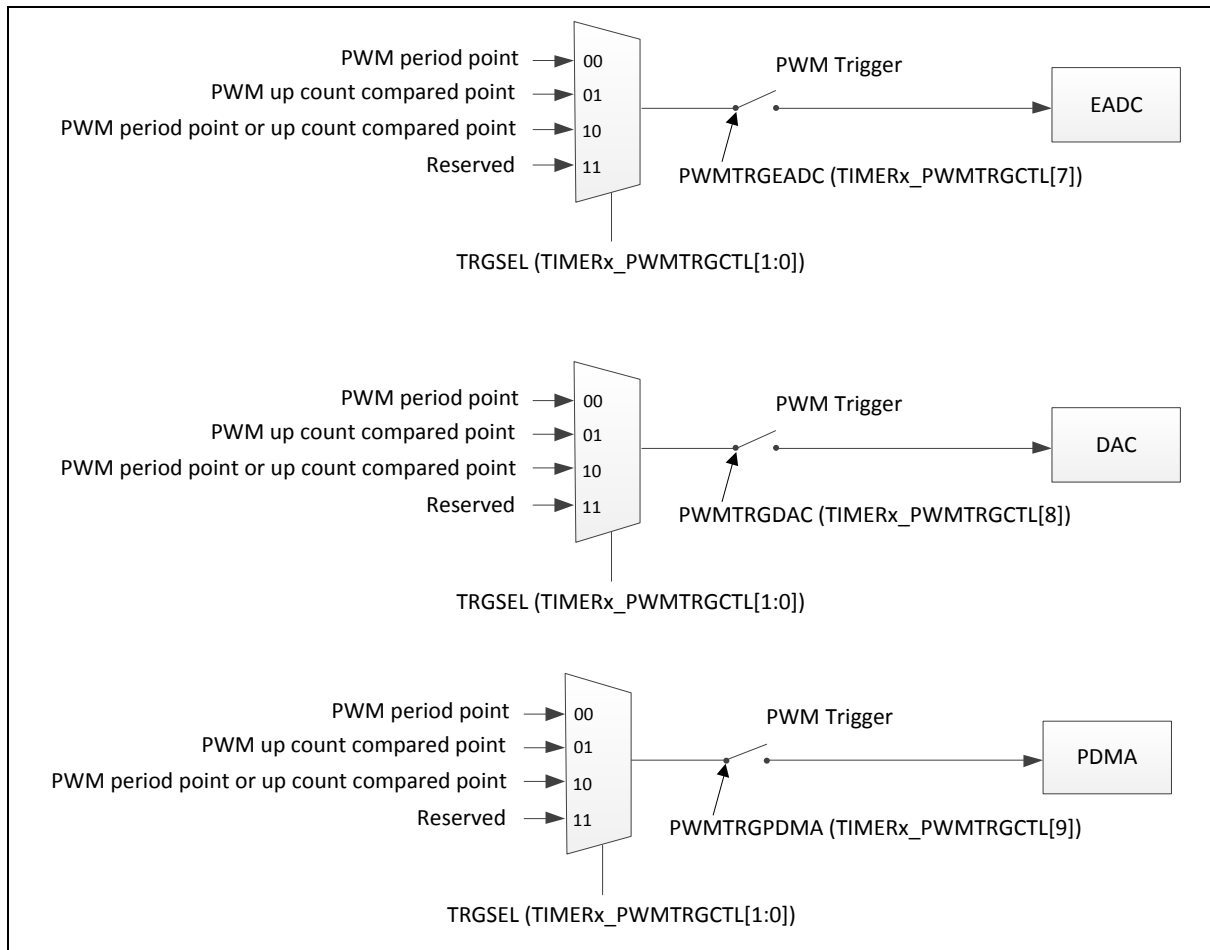 PWM period point
00
PWM Trigger
PWM up count compared point
01
EADC
PWM period point or up count compared point
10
Reserved
11
PWMTRGEADC (TIMERx_PWMTRGCTL[7])
TRGSEL (TIMERx_PWMTRGCTL[1:0])
PWM period point
00
PWM Trigger
PWM up count compared point
01
DAC
PWM period point or up count compared point
10
Reserved
11
PWMTRGDAC (TIMERx_PWMTRGCTL[8])
TRGSEL (TIMERx_PWMTRGCTL[1:0])
PWM period point
00
PWM Trigger
PWM up count compared point
01
PDMA
PWM period point or up count compared point
10
Reserved
11
PWMTRGPDMA (TIMERx_PWMTRGCTL[9])
TRGSEL (TIMERx_PWMTRGCTL[1:0])